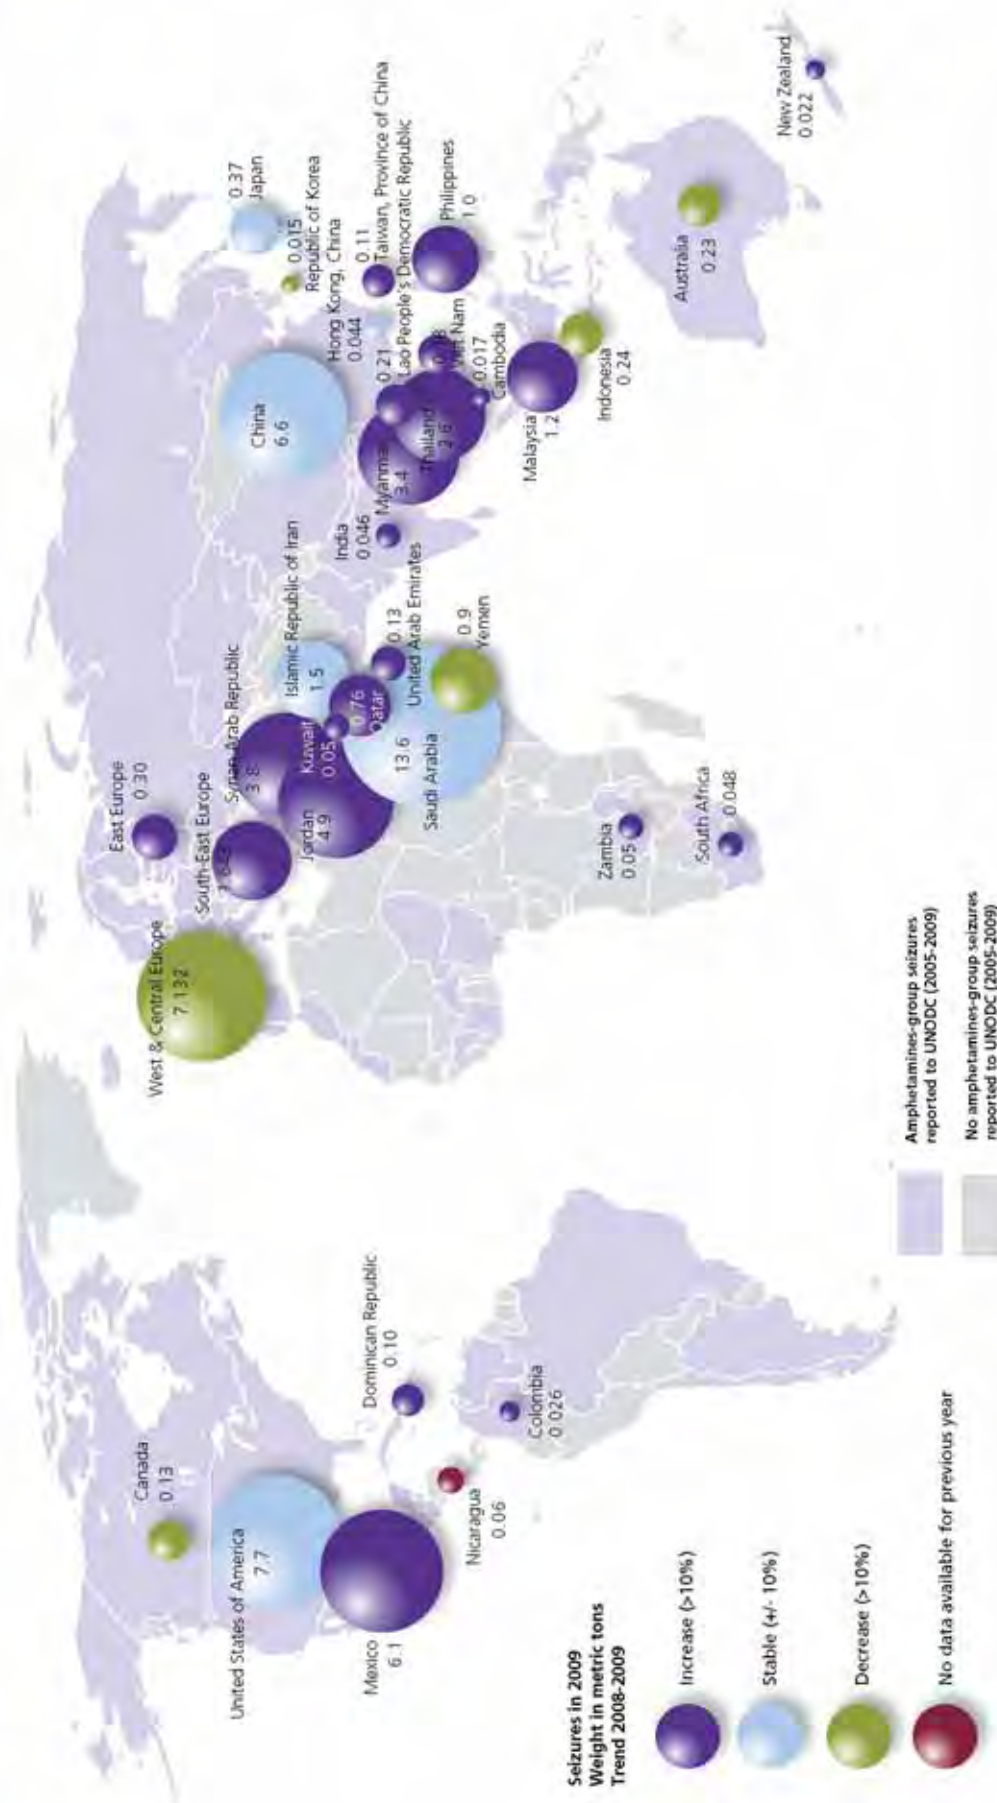 Canada
0.13
United States of America
7.7
Mexico
6.1
Dominican Republic
0.10
Nicaragua
0.06
Colombia
0.026
West & Central Europe
7.132
East Europe
0.30
South-East Europe
Syrian Arab Republic
3.8
Jordan
4.9
Islamic Republic of Iran
1.5
Kuwait
0.05
0.76
Qatar
0.13
United Arab Emirates
13.6
Saudi Arabia
0.9
Yemen
India
0.046
Myanmar
3.4
Thailand
2.6
China
6.6
0.37
Japan
0.015
Republic of Korea
Hong Kong, China
0.044
0.11
Taiwan, Province of China
0.21
Lao People's Democratic Republic
Viet Nam
0.017
Cambodia
Philippines
1.0
Malaysia
1.2
Indonesia
0.24
Australia
0.23
New Zealand
0.022
Zambia
0.05
South Africa
0.048
Seizures in 2009
Weight in metric tons
Trend 2008-2009
Increase (>10%)
Stable (+/- 10%)
Decrease (>10%)
No data available for previous year
Amphetamines-group seizures
reported to UNODC (2005-2009)
No amphetamines-group seizures
reported to UNODC (2005-2009)